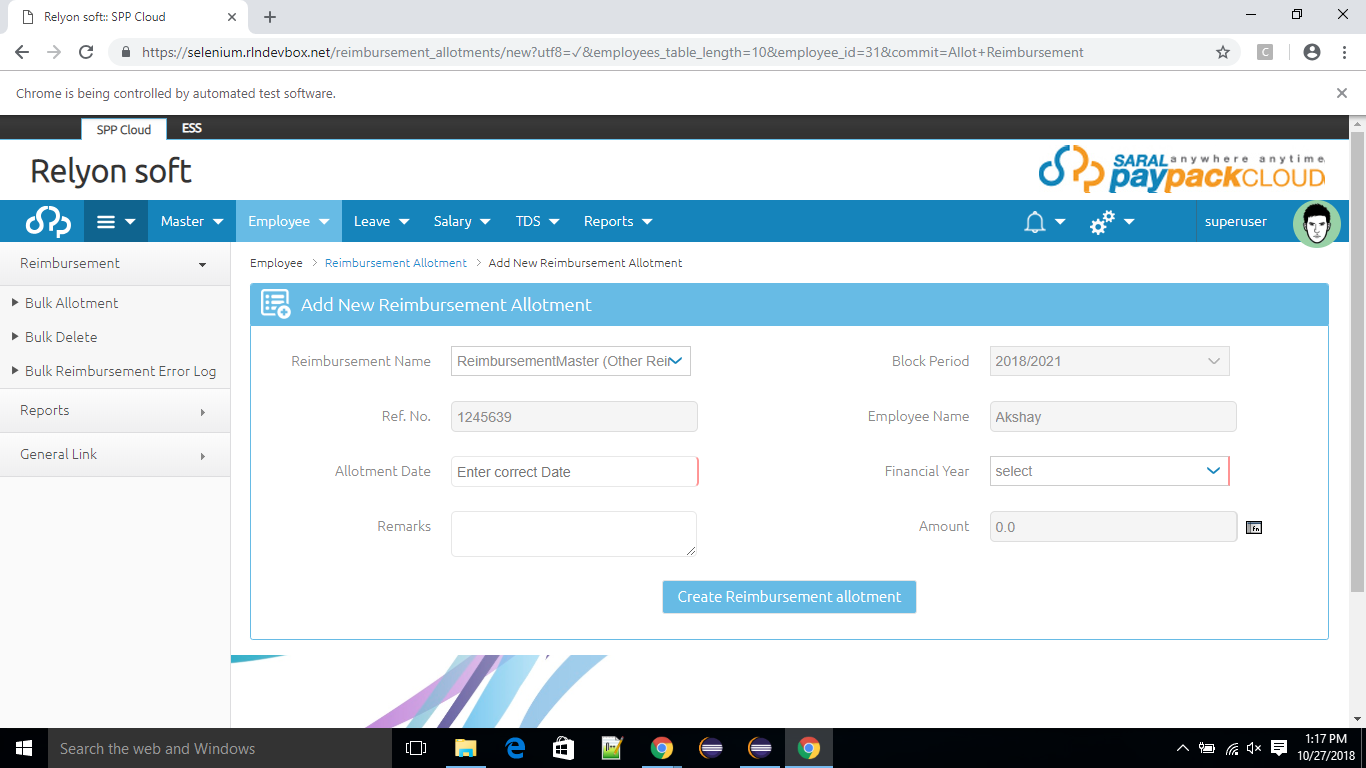 Relyon soft:: SPP Cloud
https://selenium.rlndevbox.net/reimbursement_allotments/new?utf8=✓&employees_table_length=10&employee_id=31&commit=Allot+Reimbursement
C
Chrome is being controlled by automated test software.
SPP Cloud ESS
Relyon soft
SARAL anywhere anytime
paypackCLOUD
Master Employee Leave Salary TDS Reports superuser
Reimbursement
Bulk Allotment
Bulk Delete
Bulk Reimbursement Error Log
Reports
General Link
Employee > Reimbursement Allotment > Add New Reimbursement Allotment
Add New Reimbursement Allotment
Reimbursement Name ReimbursementMaster (Other Rei Block Period 2018/2021
Ref. No. 1245639 Employee Name Akshay
Allotment Date Enter correct Date Financial Year select
Remarks Amount 0.0 fn
Create Reimbursement allotment
Search the web and Windows
1:17 PM
10/27/2018